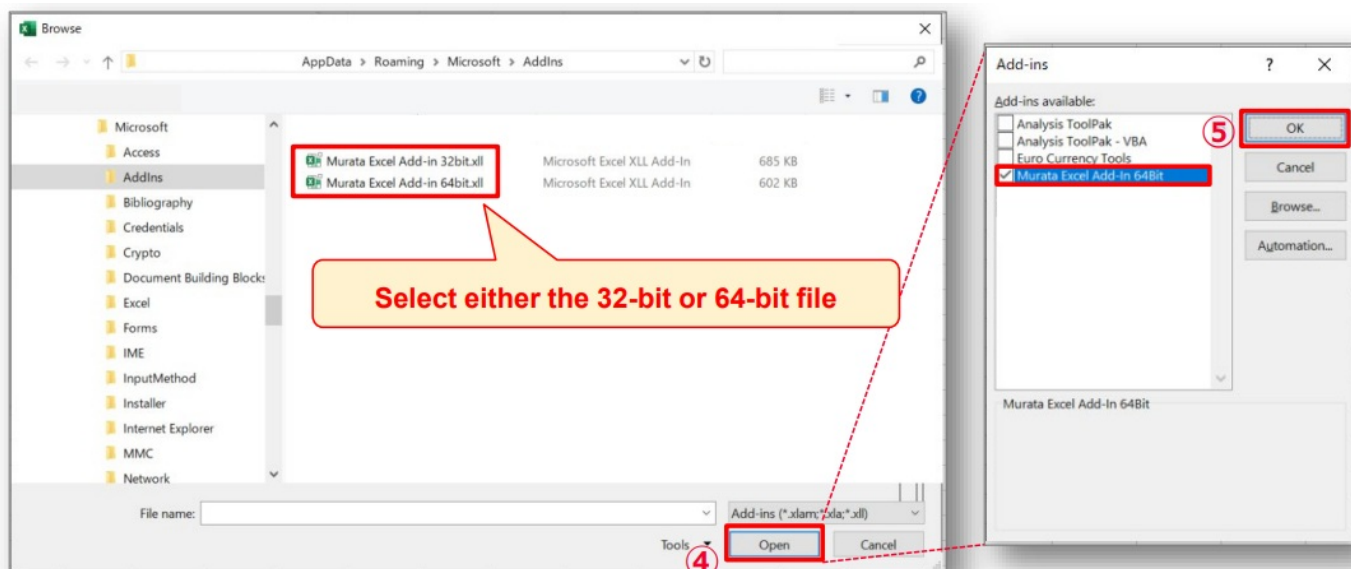 Browse
AppData > Roaming > Microsoft > AddIns
Microsoft
Access
AddIns
Bibliography
Credentials
Crypto
Document Building Blocks
Excel
Forms
IME
InputMethod
Installer
Internet Explorer
MMC
Network
Murata Excel Add-in 32bit.xll Microsoft Excel XLL Add-In 685 KB
Murata Excel Add-in 64bit.xll Microsoft Excel XLL Add-In 602 KB
Select either the 32-bit or 64-bit file
File name:
Add-ins (*.xlam;*.xla;*.xll)
Tools
④
Open
Cancel
Add-ins
?
Add-ins available:
Analysis ToolPak
Analysis ToolPak - VBA
Euro Currency Tools
Murata Excel Add-In 64Bit
⑤
OK
Cancel
Browse...
Automation...
Murata Excel Add-In 64Bit